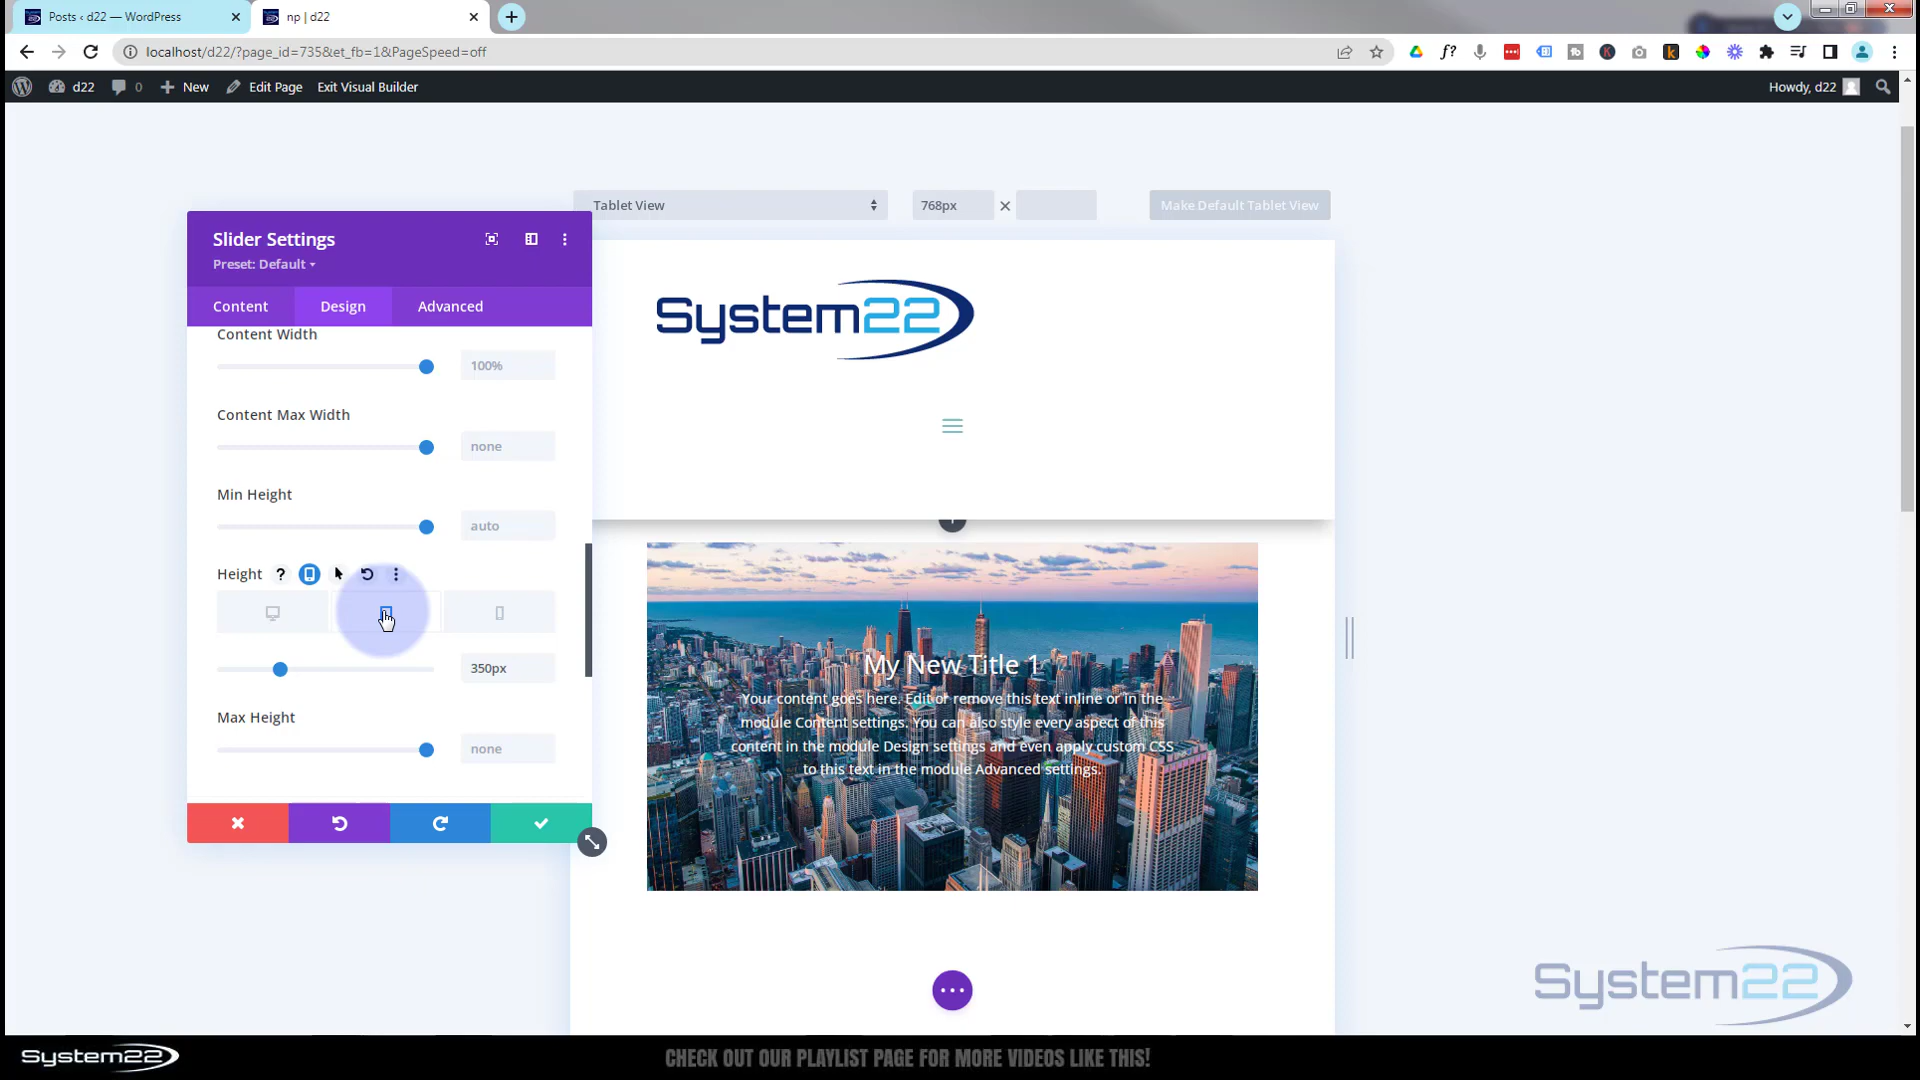 Posts ‹ d22 — WordPress
np | d22
localhost/d22/?page_id=735&et_fb=1&PageSpeed=off
d22
0
New
Edit Page
Exit Visual Builder
Howdy, d22
Tablet View
768px
Make Default Tablet View
Slider Settings
Preset: Default
Content
Design
Advanced
Content Width
100%
Content Max Width
none
Min Height
auto
Height
350px
Max Height
none
System22
My New Title 1
Your content goes here. Edit or remove this text inline or in the
module Content settings. You can also style every aspect of this
content in the module Design settings and even apply custom CSS
to this text in the module Advanced settings.
System22
System22
CHECK OUT OUR PLAYLIST PAGE FOR MORE VIDEOS LIKE THIS!